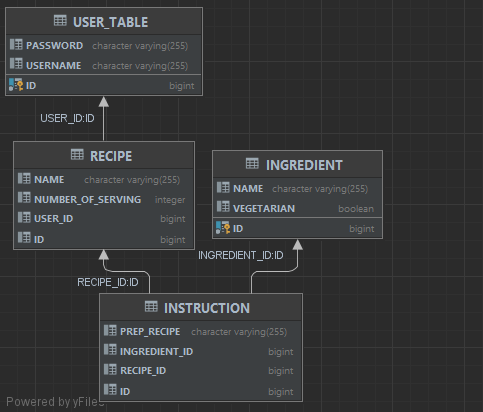 USER_TABLE
PASSWORD character varying(255)
USERNAME character varying(255)
ID bigint
USER_ID:ID
RECIPE
NAME character varying(255)
NUMBER_OF_SERVING integer
USER_ID bigint
ID bigint
INGREDIENT
NAME character varying(255)
VEGETARIAN boolean
ID bigint
INGREDIENT_ID:ID
RECIPE_ID:ID
INSTRUCTION
PREP_RECIPE character varying(255)
INGREDIENT_ID bigint
RECIPE_ID bigint
ID bigint
Powered by yFiles